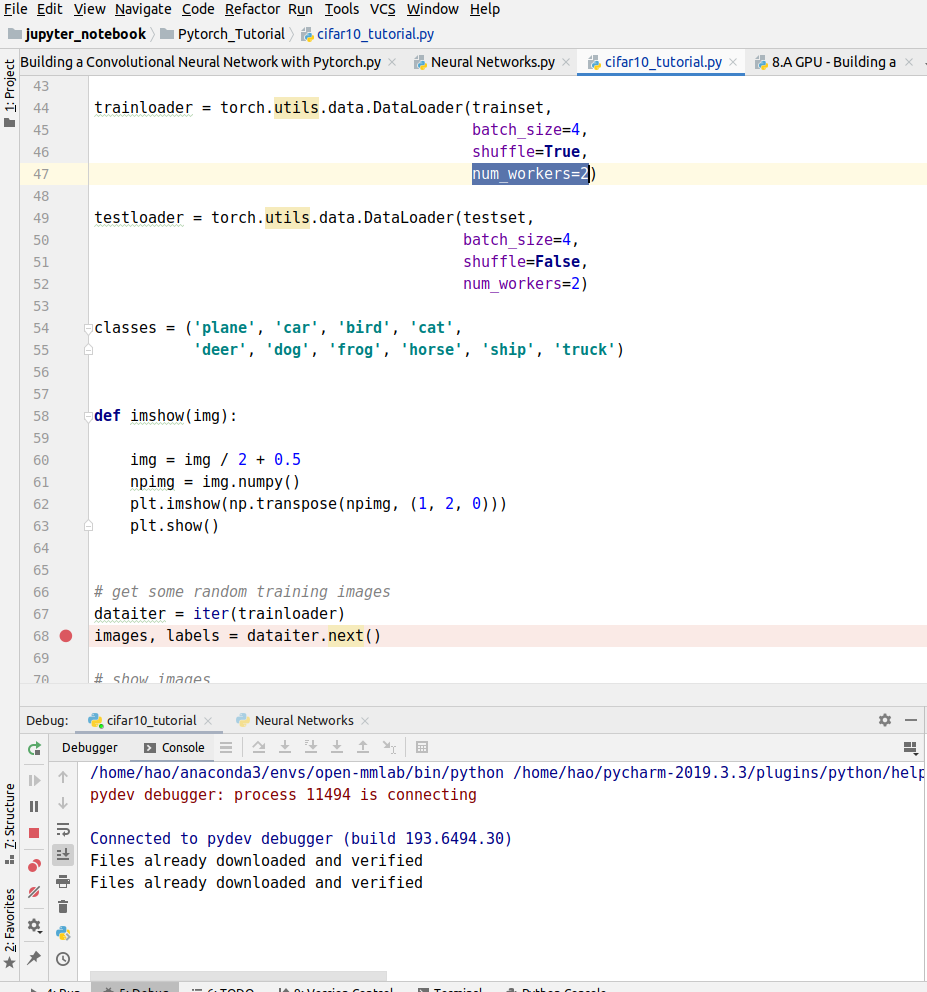 File Edit View Navigate Code Refactor Run Tools VCS Window Help
jupyter_notebook Pytorch_Tutorial cifar10_tutorial.py
Building a Convolutional Neural Network with Pytorch.py Neural Networks.py cifar10_tutorial.py 8.A GPU - Building a
1: Project
43
44 trainloader = torch.utils.data.DataLoader(trainset,
45 batch_size=4,
46 shuffle=True,
47 num_workers=2)
48
49 testloader = torch.utils.data.DataLoader(testset,
50 batch_size=4,
51 shuffle=False,
52 num_workers=2)
53
54 classes = ('plane', 'car', 'bird', 'cat',
55 'deer', 'dog', 'frog', 'horse', 'ship', 'truck')
56
57
58 def imshow(img):
59
60 img = img / 2 + 0.5
61 npimg = img.numpy()
62 plt.imshow(np.transpose(npimg, (1, 2, 0)))
63 plt.show()
64
65
66 # get some random training images
67 dataiter = iter(trainloader)
68 images, labels = dataiter.next()
69
70 # show images
Debug: cifar10_tutorial Neural Networks
Debugger Console
7: Structure
2: Favorites
/home/hao/anaconda3/envs/open-mmlab/bin/python /home/hao/pycharm-2019.3.3/plugins/python/help
pydev debugger: process 11494 is connecting
Connected to pydev debugger (build 193.6494.30)
Files already downloaded and verified
Files already downloaded and verified
4: Run 5: Debug 6: TODO 9: Version Control Terminal Python Console